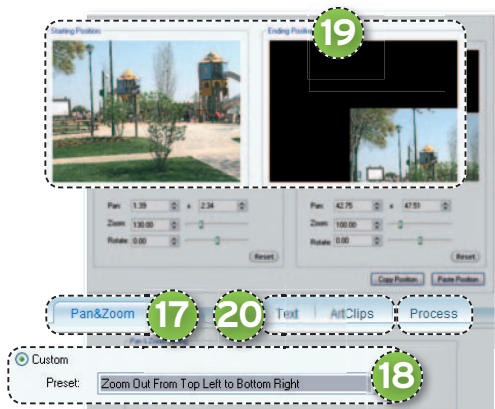 Starting Position
Ending Position
19
Pan: 1.39 x 2.34
Pan: 42.75 x 47.51
Zoom: 130.00
Zoom: 100.00
Rotate: 0.00
Rotate: 0.00
Reset
Reset
Copy Position
Paste Position
Pan&Zoom
17
20
Text
ArtClips
Process
Custom
Preset:
Zoom Out From Top Left to Bottom Right
18